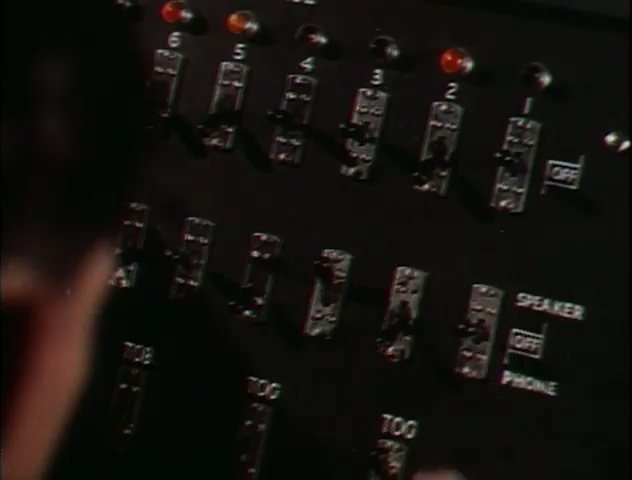 6 5 4 3 2 1
OFF
SPEAKER
OFF
PHONE
TOG TOG TOG